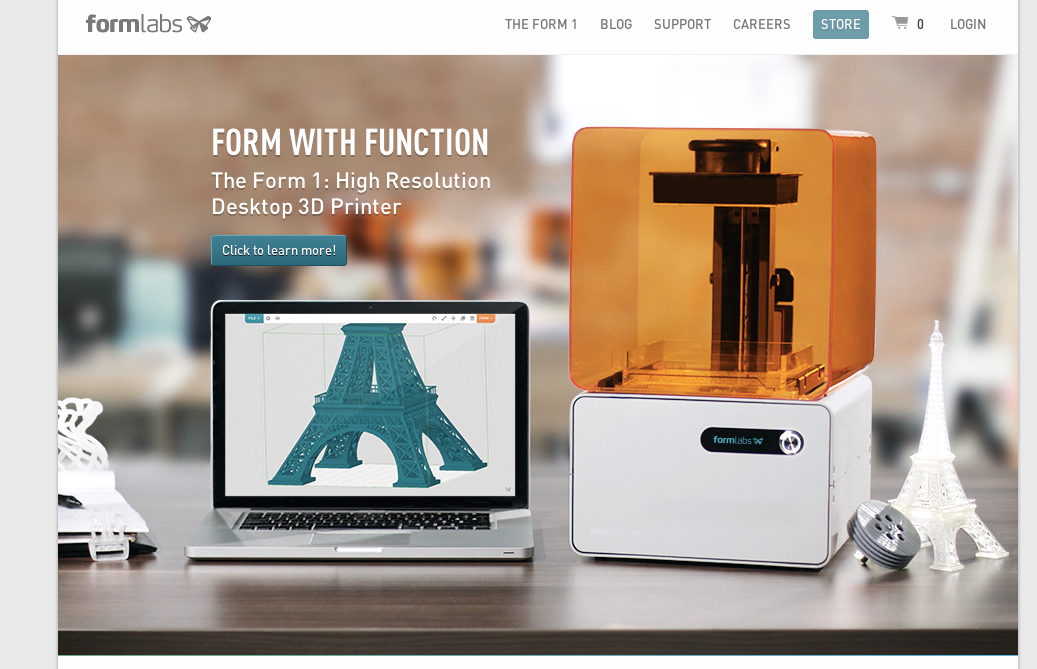 formlabs
THE FORM 1 BLOG SUPPORT CAREERS STORE 0 LOGIN
FORM WITH FUNCTION
The Form 1: High Resolution
Desktop 3D Printer
Click to learn more!
formlabs